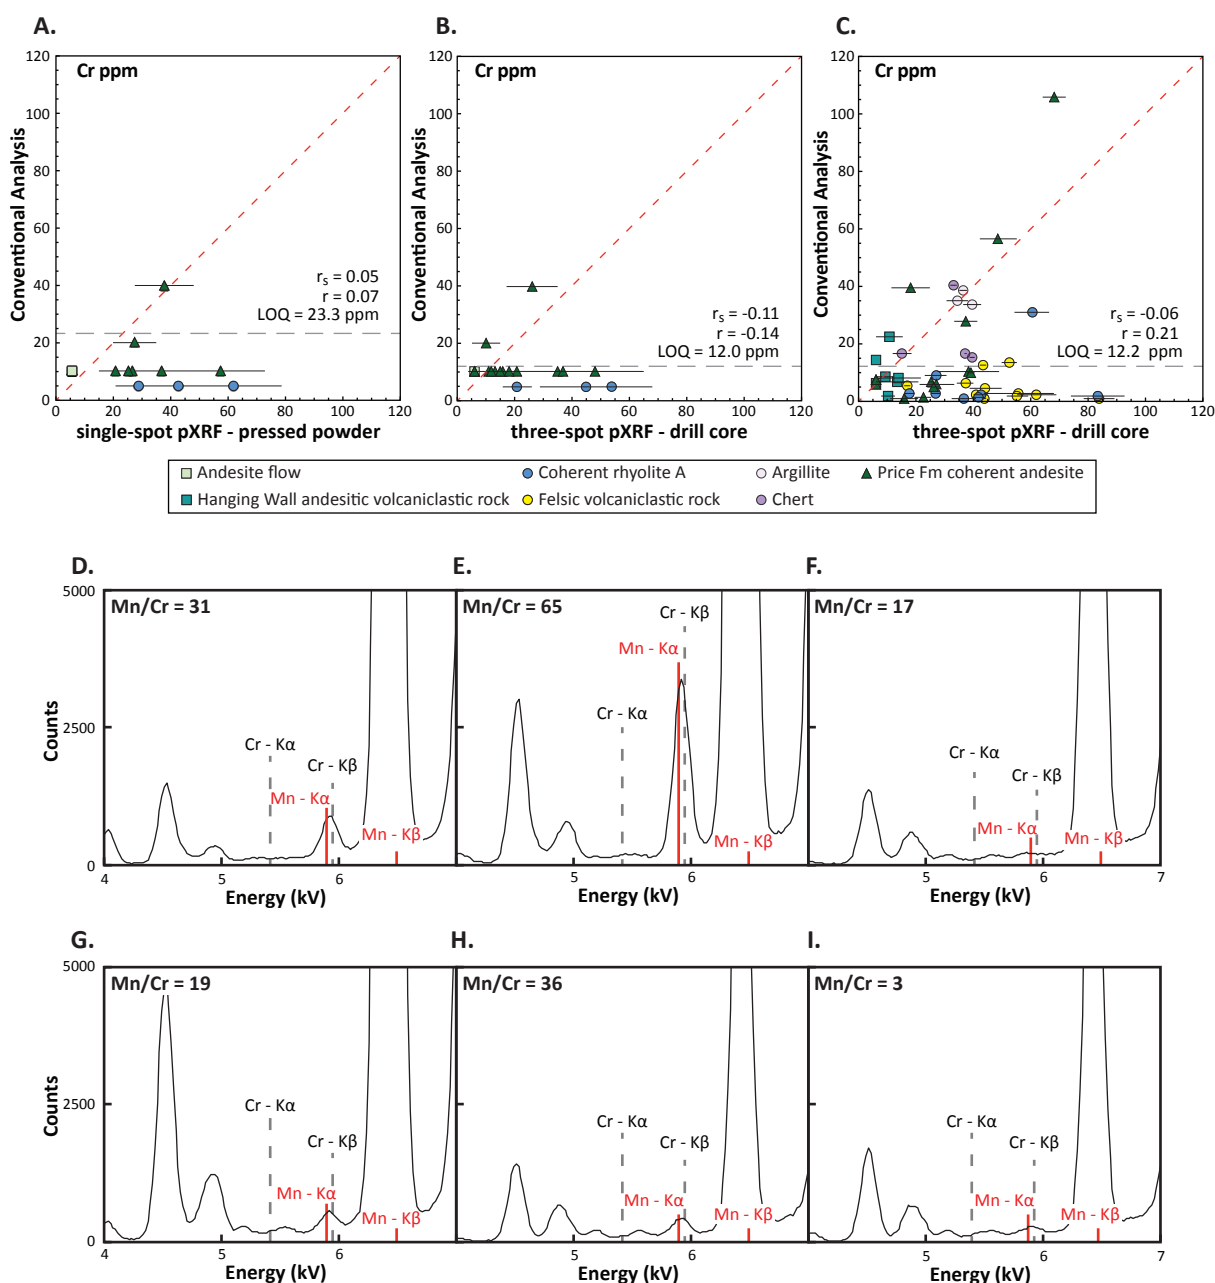 A.
B.
C.
120
100
80
60
40
20
0
Conventional Analysis
Cr ppm
rs = 0.05
r = 0.07
LOQ = 23.3 ppm
0 20 40 60 80 100 120
single-spot pXRF - pressed powder
120
100
80
60
40
20
0
Conventional Analysis
Cr ppm
rs = -0.11
r = -0.14
LOQ = 12.0 ppm
0 20 40 60 80 100 120
three-spot pXRF - drill core
120
100
80
60
40
20
0
Conventional Analysis
Cr ppm
rs = -0.06
r = 0.21
LOQ = 12.2 ppm
0 20 40 60 80 100 120
three-spot pXRF - drill core
Andesite flow
Coherent rhyolite A
Argillite
Price Fm coherent andesite
Hanging Wall andesitic volcaniclastic rock
Felsic volcaniclastic rock
Chert
D.
E.
F.
5000
2500
0
Counts
Mn/Cr = 31
Cr - Kα
Cr - Kβ
Mn - Kα
Mn - Kβ
4 5 6
Energy (kV)
Mn/Cr = 65
Cr - Kβ
Mn - Kα
Cr - Kα
Mn - Kβ
5 6
Energy (kV)
Mn/Cr = 17
Cr - Kα
Cr - Kβ
Mn - Kα
Mn - Kβ
5 6 7
Energy (kV)
G.
H.
I.
5000
2500
0
Counts
Mn/Cr = 19
Cr - Kα
Cr - Kβ
Mn - Kα
Mn - Kβ
4 5 6
Energy (kV)
Mn/Cr = 36
Cr - Kα
Cr - Kβ
Mn - Kα
Mn - Kβ
5 6
Energy (kV)
Mn/Cr = 3
Cr - Kα
Cr - Kβ
Mn - Kα
Mn - Kβ
5 6 7
Energy (kV)